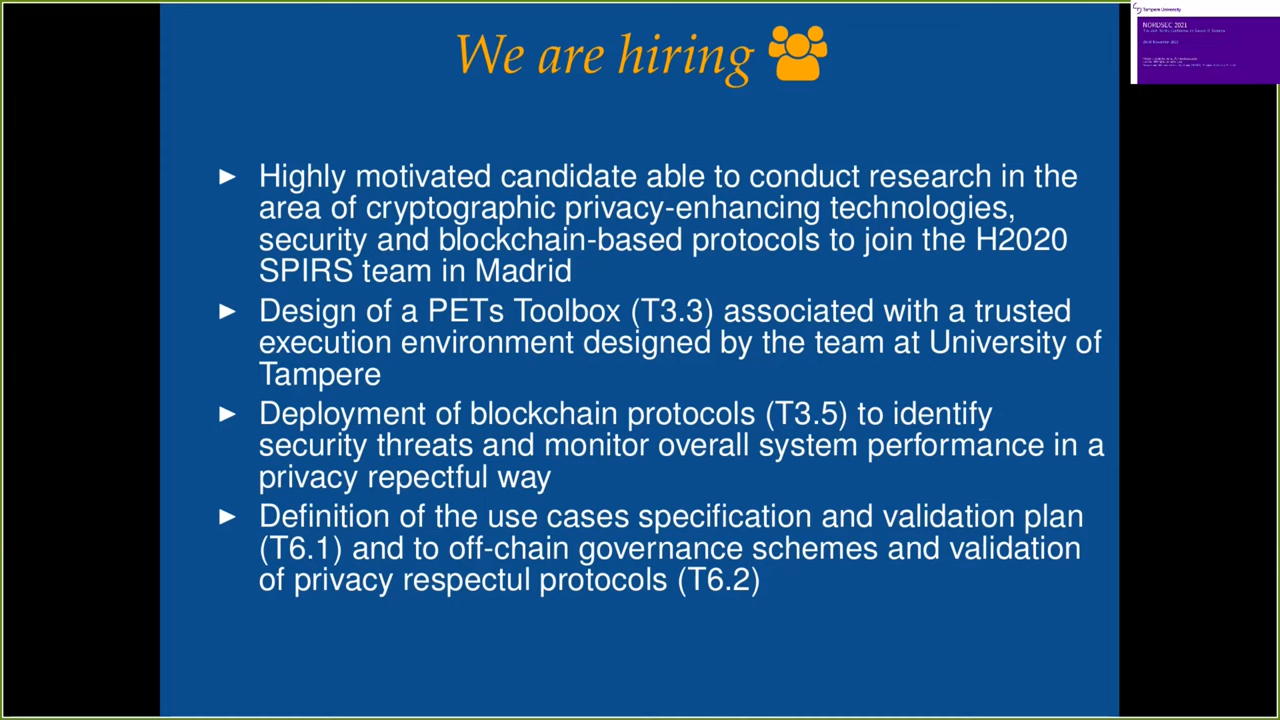 We are hiring
▶ Highly motivated candidate able to conduct research in the
area of cryptographic privacy-enhancing technologies,
security and blockchain-based protocols to join the H2020
SPIRS team in Madrid
▶ Design of a PETs Toolbox (T3.3) associated with a trusted
execution environment designed by the team at University of
Tampere
▶ Deployment of blockchain protocols (T3.5) to identify
security threats and monitor overall system performance in a
privacy repectful way
▶ Definition of the use cases specification and validation plan
(T6.1) and to off-chain governance schemes and validation
of privacy respectul protocols (T6.2)
Tampere University
NORDSEC 2021